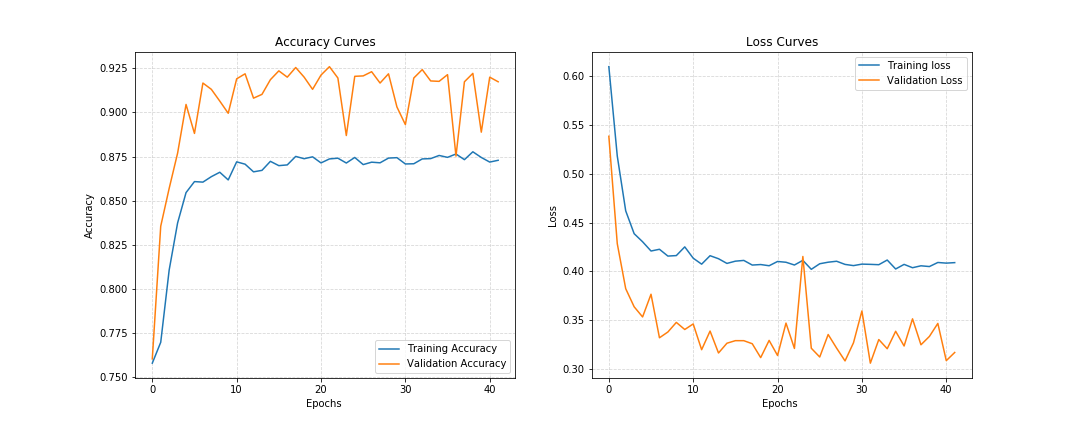 Accuracy Curves
0.925
0.900
0.875
0.850
0.825
0.800
0.775
0.750
Accuracy
0 10 20 30 40
Epochs
Training Accuracy
Validation Accuracy
Loss Curves
0.60
0.55
0.50
0.45
0.40
0.35
0.30
Loss
0 10 20 30 40
Epochs
Training loss
Validation Loss